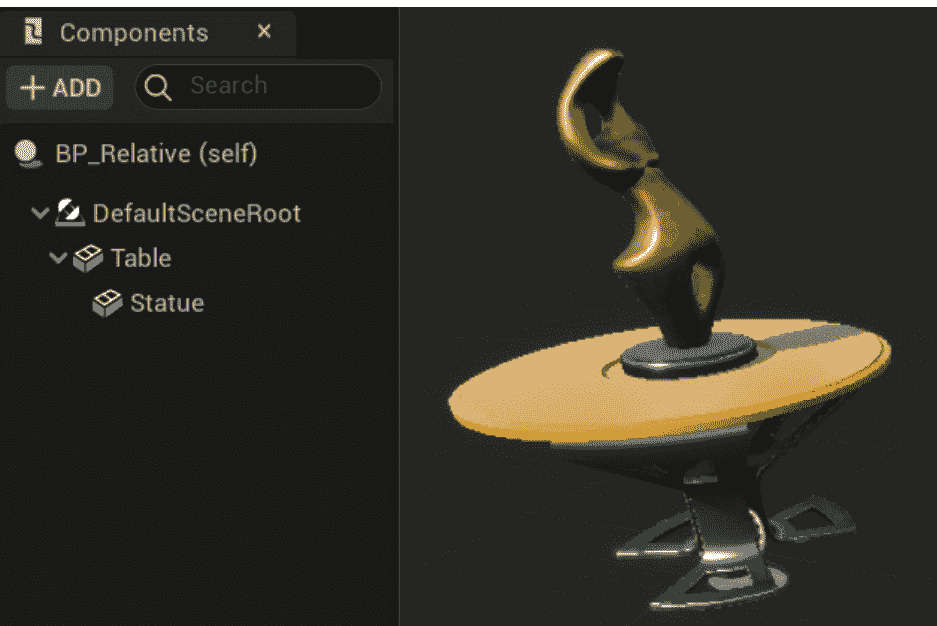 Components
ADD
Search
BP_Relative (self)
DefaultSceneRoot
Table
Statue